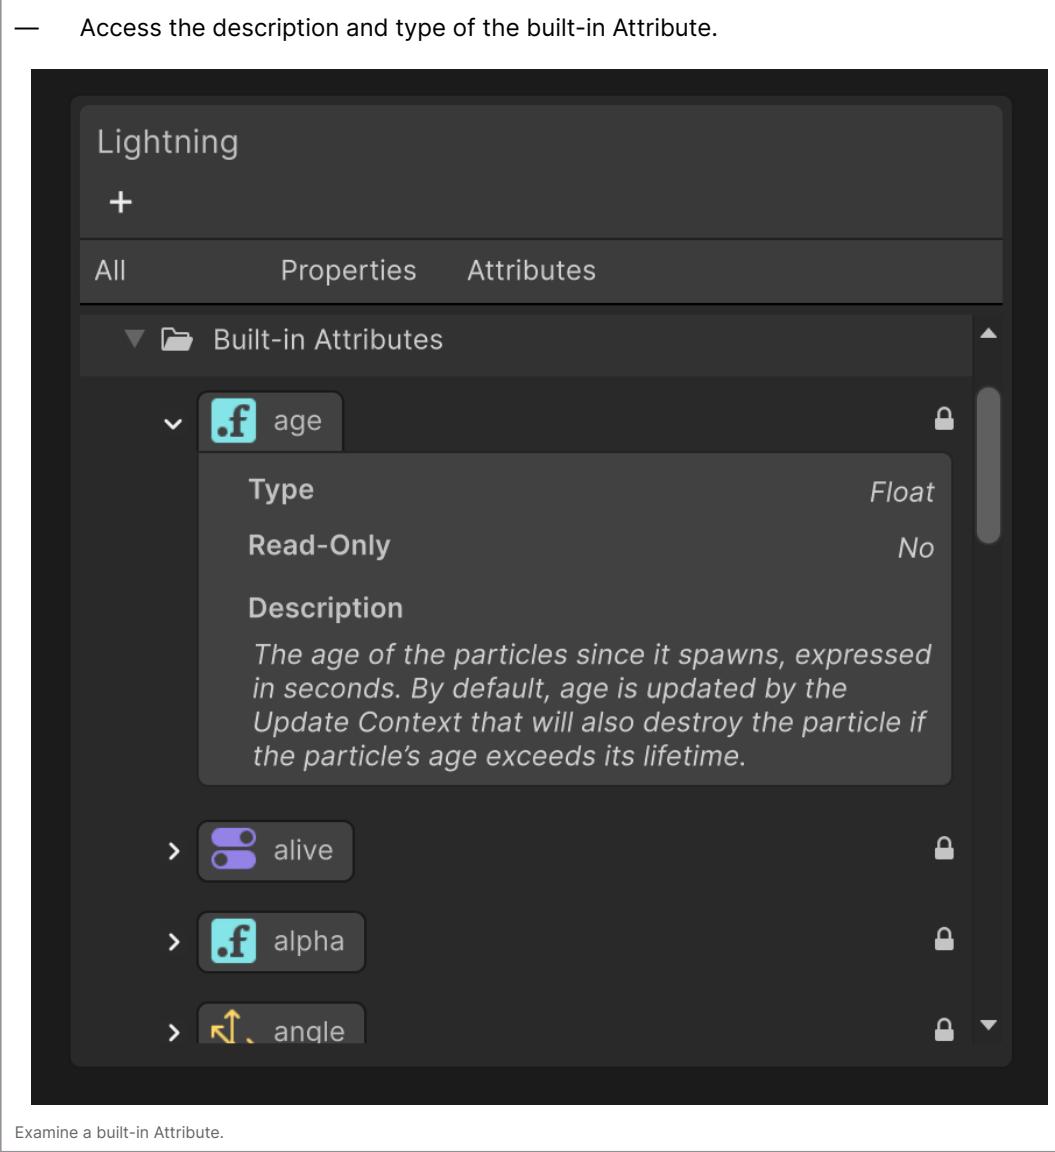 — Access the description and type of the built-in Attribute.
Lightning
+
All Properties Attributes
Built-in Attributes
.f age
Type Float
Read-Only No
Description
The age of the particles since it spawns, expressed
in seconds. By default, age is updated by the
Update Context that will also destroy the particle if
the particle’s age exceeds its lifetime.
alive
.f alpha
angle
Examine a built-in Attribute.